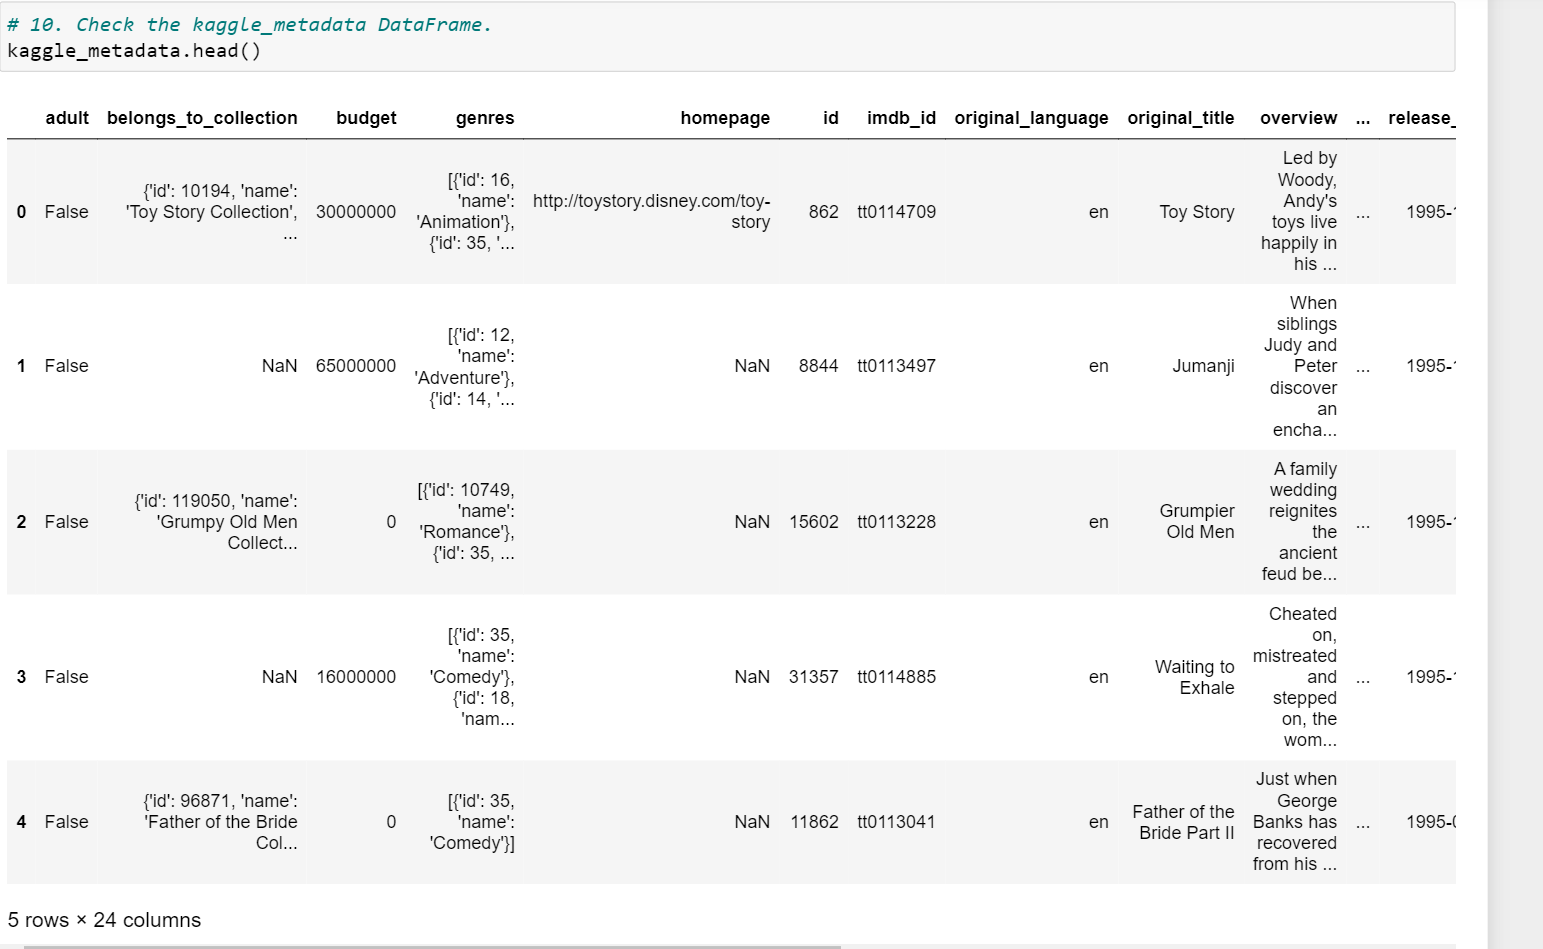 # 10. Check the kaggle_metadata DataFrame.
kaggle_metadata.head()
adult belongs_to_collection budget genres homepage id imdb_id original_language original_title overview ... release_
0 False {'id': 10194, 'name': 'Toy Story Collection', ... 30000000 [{'id': 16, 'name': 'Animation'}, {'id': 35, '... http://toystory.disney.com/toy-story 862 tt0114709 en Toy Story Led by Woody, Andy's toys live happily in his ... ... 1995-
1 False NaN 65000000 [{'id': 12, 'name': 'Adventure'}, {'id': 14, '... NaN 8844 tt0113497 en Jumanji When siblings Judy and Peter discover an encha... ... 1995-
2 False {'id': 119050, 'name': 'Grumpy Old Men Collect... 0 [{'id': 10749, 'name': 'Romance'}, {'id': 35, ... NaN 15602 tt0113228 en Grumpier Old Men A family wedding reignites the ancient feud be... ... 1995-
3 False NaN 16000000 [{'id': 35, 'name': 'Comedy'}, {'id': 18, 'nam... NaN 31357 tt0114885 en Waiting to Exhale Cheated on, mistreated and stepped on, the wom... ... 1995-
4 False {'id': 96871, 'name': 'Father of the Bride Col... 0 [{'id': 35, 'name': 'Comedy'}] NaN 11862 tt0113041 en Father of the Bride Part II Just when George Banks has recovered from his ... ... 1995-
5 rows × 24 columns